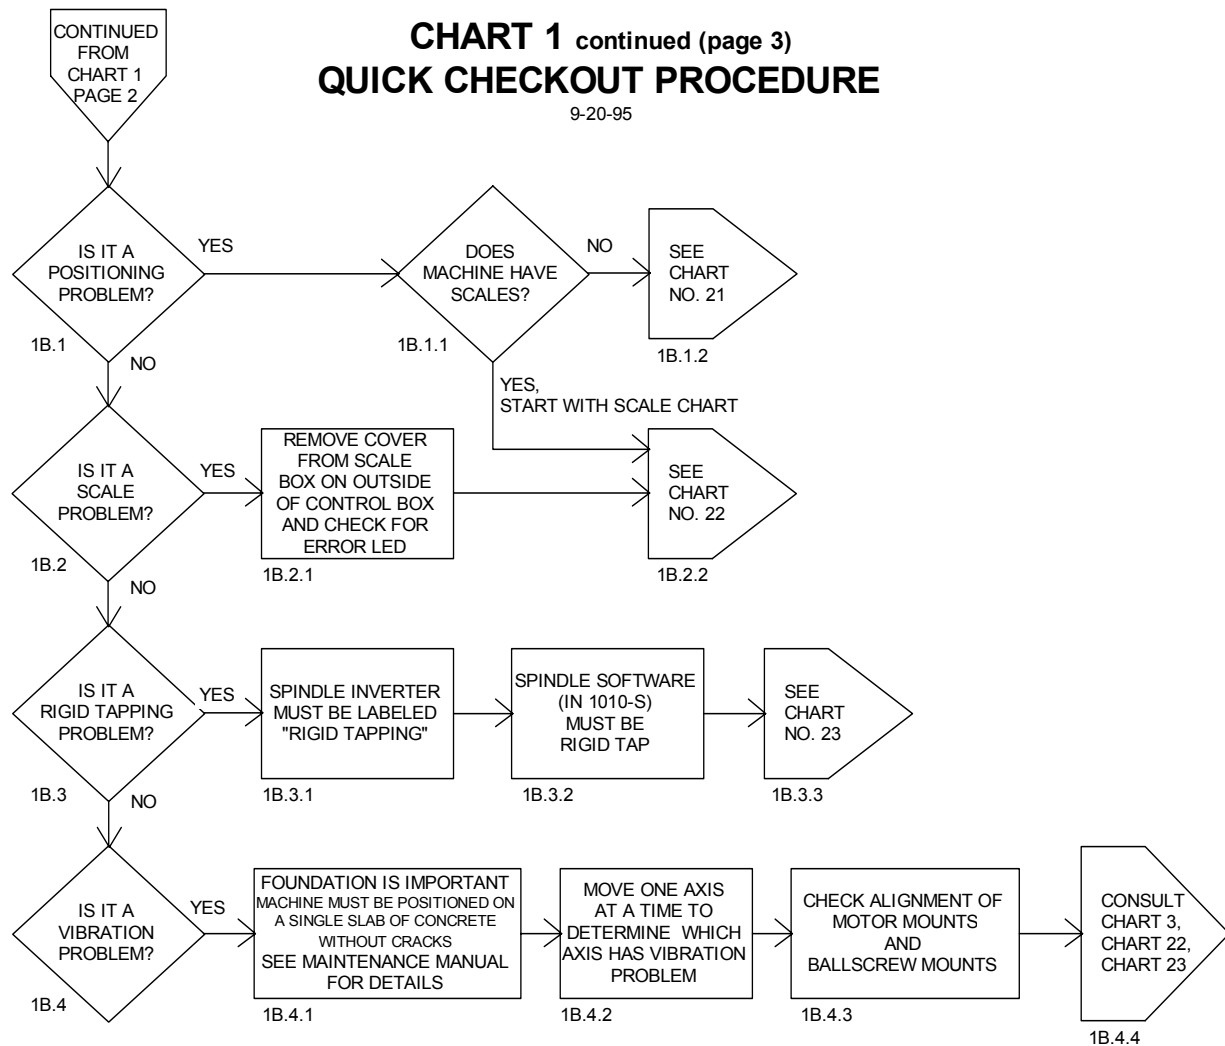 CONTINUED
FROM
CHART 1
PAGE 2
CHART 1 continued (page 3)
QUICK CHECKOUT PROCEDURE
9-20-95
IS IT A
POSITIONING
PROBLEM?
1B.1
YES
NO
DOES
MACHINE HAVE
SCALES?
1B.1.1
NO
YES,
START WITH SCALE CHART
SEE
CHART
NO. 21
1B.1.2
IS IT A
SCALE
PROBLEM?
1B.2
YES
NO
REMOVE COVER
FROM SCALE
BOX ON OUTSIDE
OF CONTROL BOX
AND CHECK FOR
ERROR LED
1B.2.1
SEE
CHART
NO. 22
1B.2.2
IS IT A
RIGID TAPPING
PROBLEM?
1B.3
YES
NO
SPINDLE INVERTER
MUST BE LABELED
"RIGID TAPPING"
1B.3.1
SPINDLE SOFTWARE
(IN 1010-S)
MUST BE
RIGID TAP
1B.3.2
SEE
CHART
NO. 23
1B.3.3
IS IT A
VIBRATION
PROBLEM?
1B.4
YES
FOUNDATION IS IMPORTANT
MACHINE MUST BE POSITIONED ON
A SINGLE SLAB OF CONCRETE
WITHOUT CRACKS
SEE MAINTENANCE MANUAL
FOR DETAILS
1B.4.1
MOVE ONE AXIS
AT A TIME TO
DETERMINE WHICH
AXIS HAS VIBRATION
PROBLEM
1B.4.2
CHECK ALIGNMENT OF
MOTOR MOUNTS
AND
BALLSCREW MOUNTS
1B.4.3
CONSULT
CHART 3,
CHART 22,
CHART 23
1B.4.4